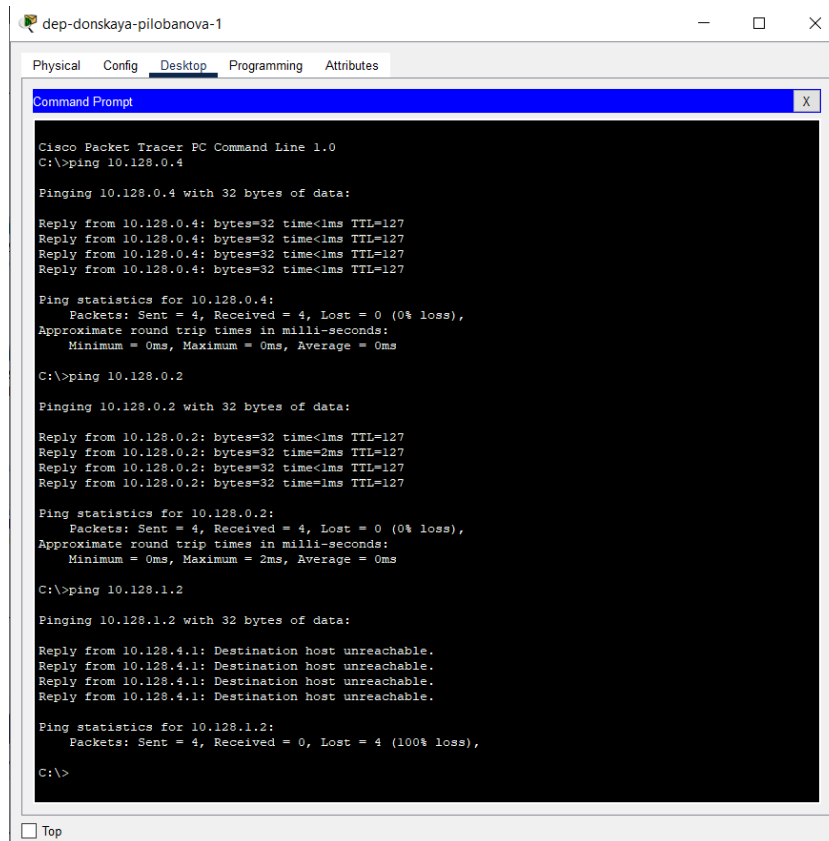 dep-donskaya-pilobanova-1
Physical Config Desktop Programming Attributes
Command Prompt
X
Cisco Packet Tracer PC Command Line 1.0
C:\>ping 10.128.0.4
Pinging 10.128.0.4 with 32 bytes of data:
Reply from 10.128.0.4: bytes=32 time<1ms TTL=127
Reply from 10.128.0.4: bytes=32 time<1ms TTL=127
Reply from 10.128.0.4: bytes=32 time<1ms TTL=127
Reply from 10.128.0.4: bytes=32 time<1ms TTL=127
Ping statistics for 10.128.0.4:
Packets: Sent = 4, Received = 4, Lost = 0 (0% loss),
Approximate round trip times in milli-seconds:
Minimum = 0ms, Maximum = 0ms, Average = 0ms
C:\>ping 10.128.0.2
Pinging 10.128.0.2 with 32 bytes of data:
Reply from 10.128.0.2: bytes=32 time<1ms TTL=127
Reply from 10.128.0.2: bytes=32 time=2ms TTL=127
Reply from 10.128.0.2: bytes=32 time<1ms TTL=127
Reply from 10.128.0.2: bytes=32 time=1ms TTL=127
Ping statistics for 10.128.0.2:
Packets: Sent = 4, Received = 4, Lost = 0 (0% loss),
Approximate round trip times in milli-seconds:
Minimum = 0ms, Maximum = 2ms, Average = 0ms
C:\>ping 10.128.1.2
Pinging 10.128.1.2 with 32 bytes of data:
Reply from 10.128.4.1: Destination host unreachable.
Reply from 10.128.4.1: Destination host unreachable.
Reply from 10.128.4.1: Destination host unreachable.
Reply from 10.128.4.1: Destination host unreachable.
Ping statistics for 10.128.1.2:
Packets: Sent = 4, Received = 0, Lost = 4 (100% loss),
C:\>
Top